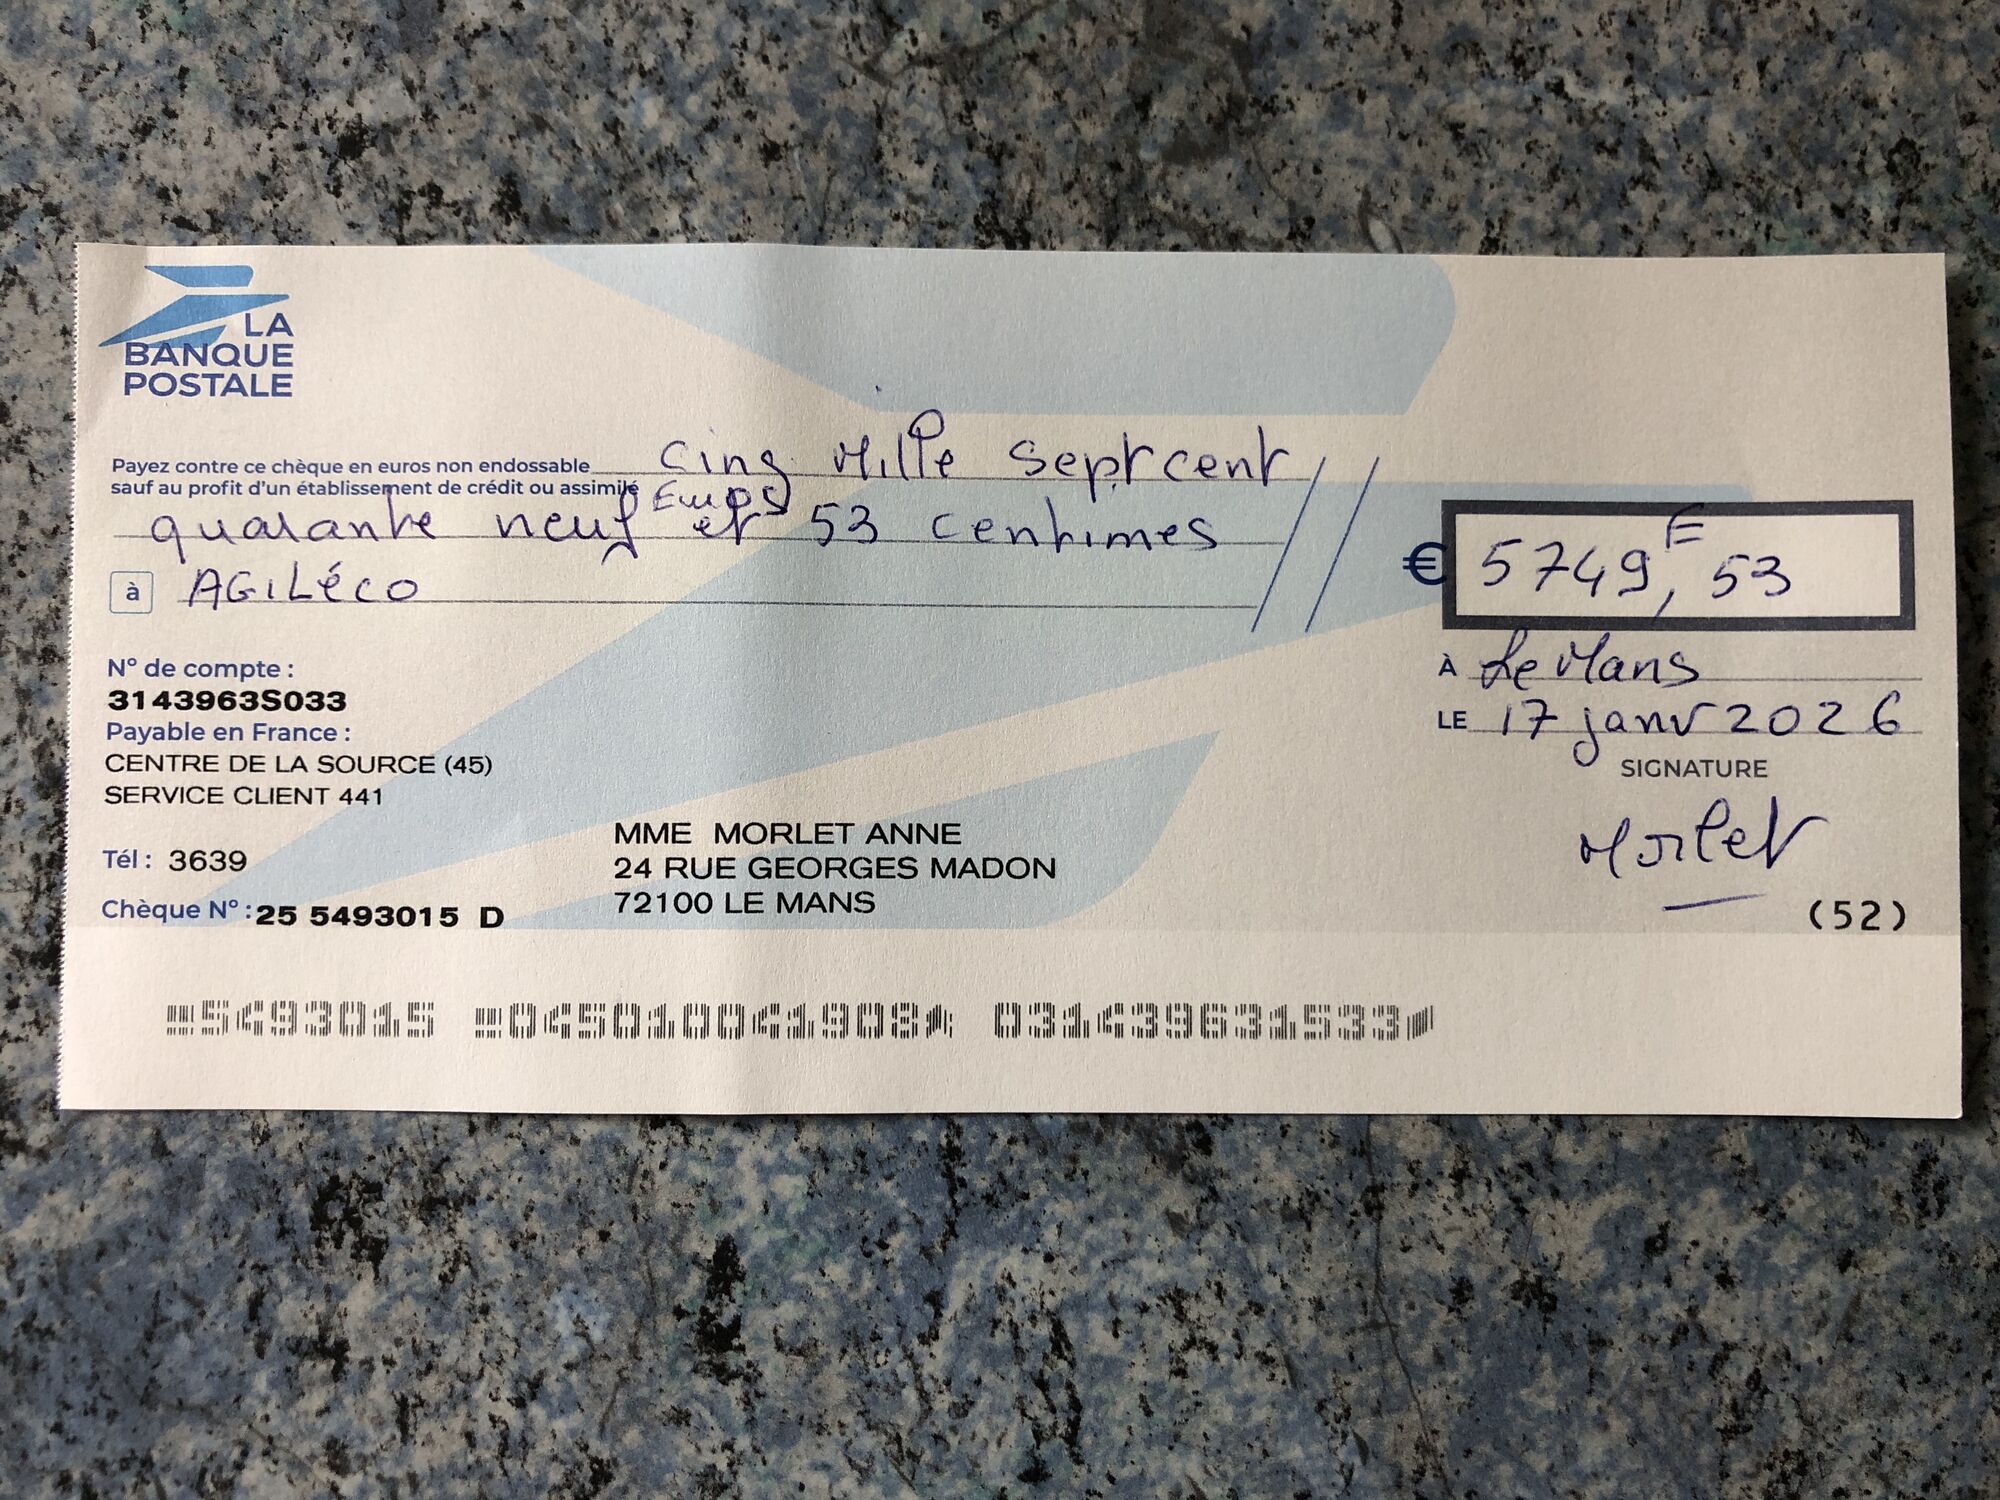 LA
BANQUE
POSTALE
Payez contre ce chèque en euros non endossable cinq Mille Sept cent
sauf au profit d'un établissement de crédit ou assimilé
Euros
quarante neuf et 53 centimes
à AGILéCO
€ 5749E,53
À Le Mans
LE 17 janv 2026
SIGNATURE
Morlet
N° de compte :
3143963S033
Payable en France :
CENTRE DE LA SOURCE (45)
SERVICE CLIENT 441
Tél : 3639
Chèque N° : 25 5493015 D
MME MORLET ANNE
24 RUE GEORGES MADON
72100 LE MANS
(52)
5493015 045010041908 031439631533